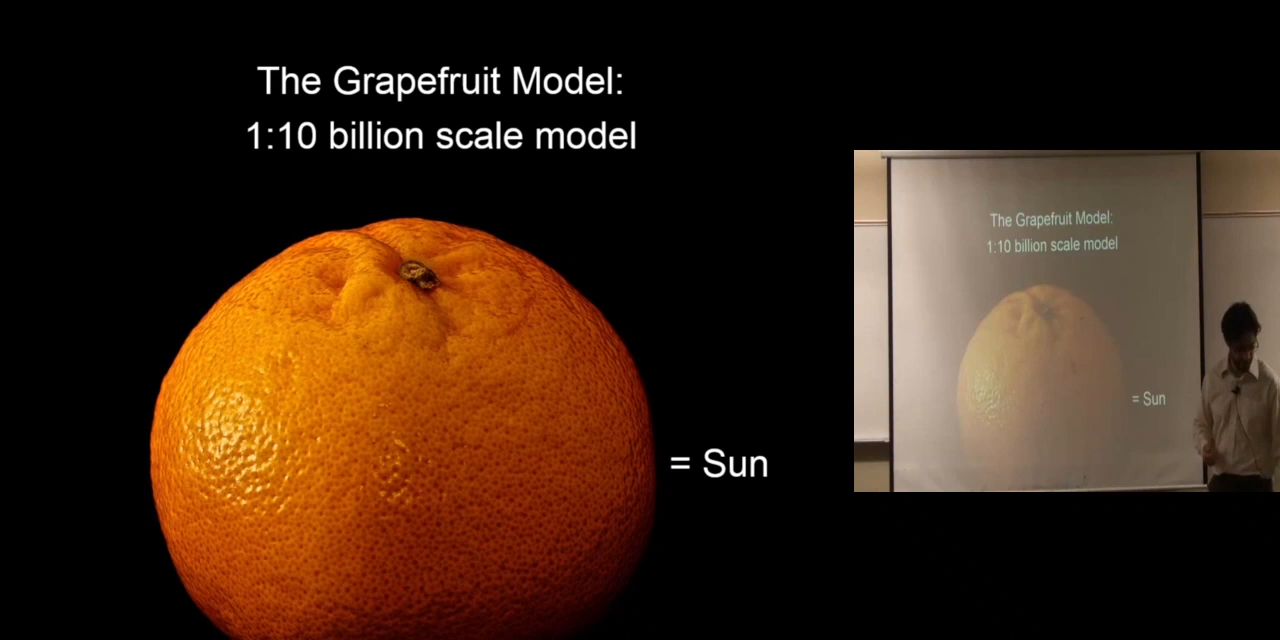 The Grapefruit Model:
1:10 billion scale model
= Sun
The Grapefruit Model:
1:10 billion scale model
= Sun